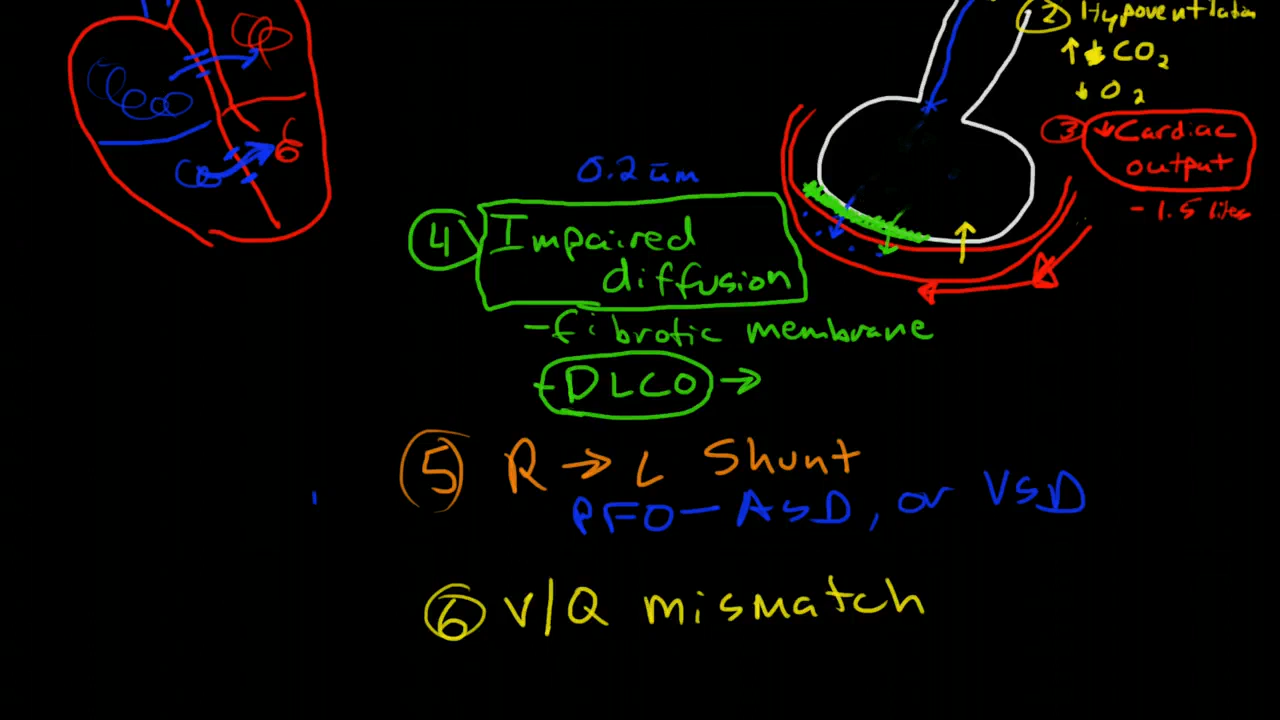 ② Hypoventilation
↑ CO₂
↓ O₂
③ ↓ Cardiac
output
- 1.5 lites
0.2 um
④ Impaired
diffusion
- fibrotic membrane
- DLCO →
⑤ R → L Shunt
PFO - ASD, or VSD
⑥ V/Q mismatch